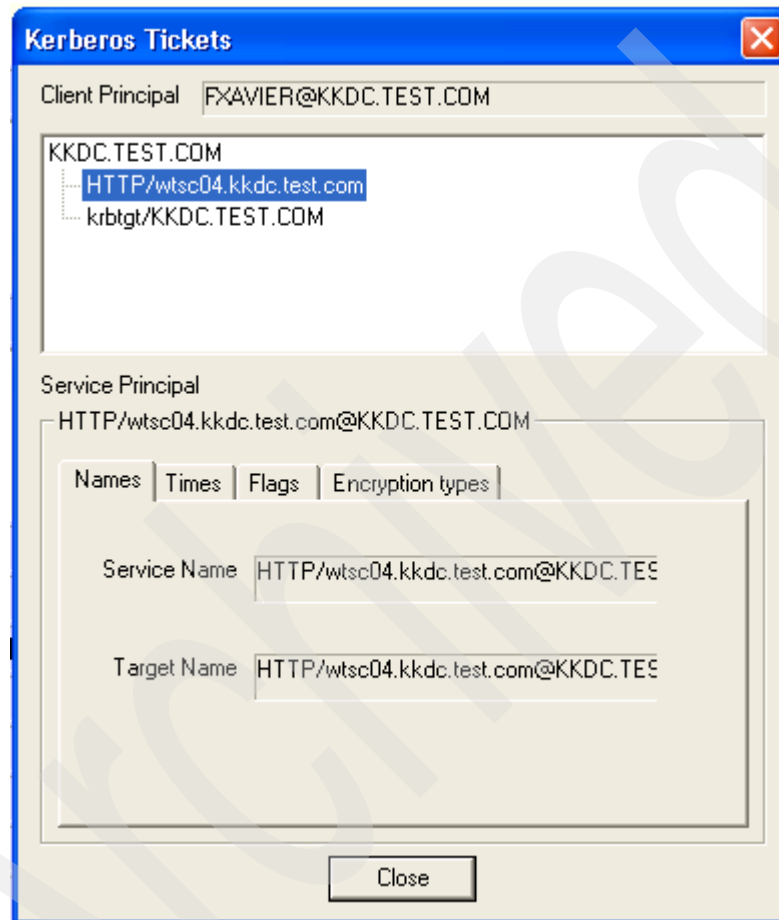 Kerberos Tickets
Client Principal FXAVIER@KKDC.TEST.COM
KKDC.TEST.COM
HTTP/wtsc04.kkdc.test.com
krbtgt/KKDC.TEST.COM
Service Principal
HTTP/wtsc04.kkdc.test.com@KKDC.TEST.COM
Names Times Flags Encryption types
Service Name HTTP/wtsc04.kkdc.test.com@KKDC.TES
Target Name HTTP/wtsc04.kkdc.test.com@KKDC.TES
Close
Archived